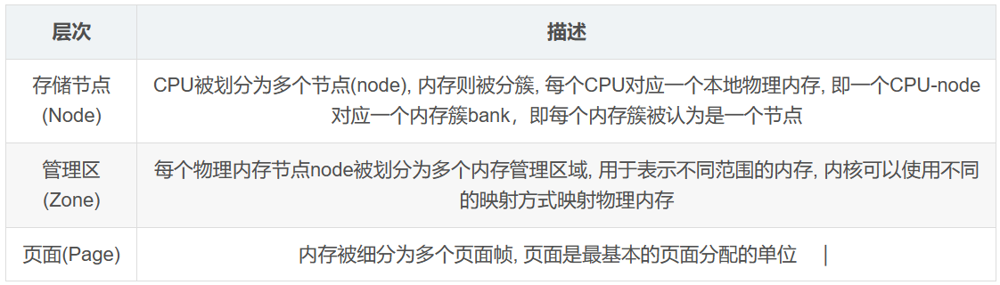 层次
描述
存储节点
(Node)
CPU被划分为多个节点(node), 内存则被分簇, 每个CPU对应一个本地物理内存, 即一个CPU-node
对应一个内存簇bank，即每个内存簇被认为是一个节点
管理区
(Zone)
每个物理内存节点node被划分为多个内存管理区域, 用于表示不同范围的内存, 内核可以使用不同
的映射方式映射物理内存
页面(Page)
内存被细分为多个页面帧, 页面是最基本的页面分配的单位　|